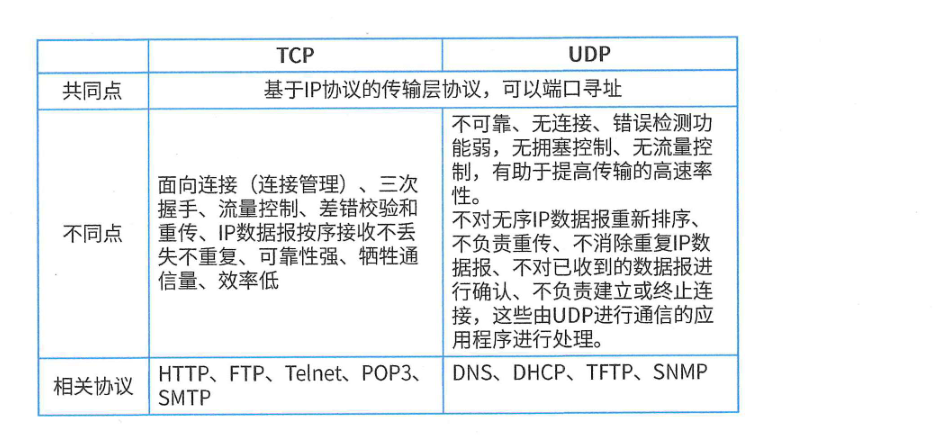 TCP
UDP
共同点
基于IP协议的传输层协议，可以端口寻址
不同点
面向连接（连接管理）、三次
握手、流量控制、差错校验和
重传、IP数据报按序接收不丢
失不重复、可靠性强、牺牲通
信量、效率低
不可靠、无连接、错误检测功
能弱，无拥塞控制、无流量控
制，有助于提高传输的高速率
性。
不对无序IP数据报重新排序、
不负责重传、不消除重复IP数
据报、不对已收到的数据报进
行确认、不负责建立或终止连
接，这些由UDP进行通信的应
用程序进行处理。
相关协议
HTTP、FTP、Telnet、POP3、
SMTP
DNS、DHCP、TFTP、SNMP